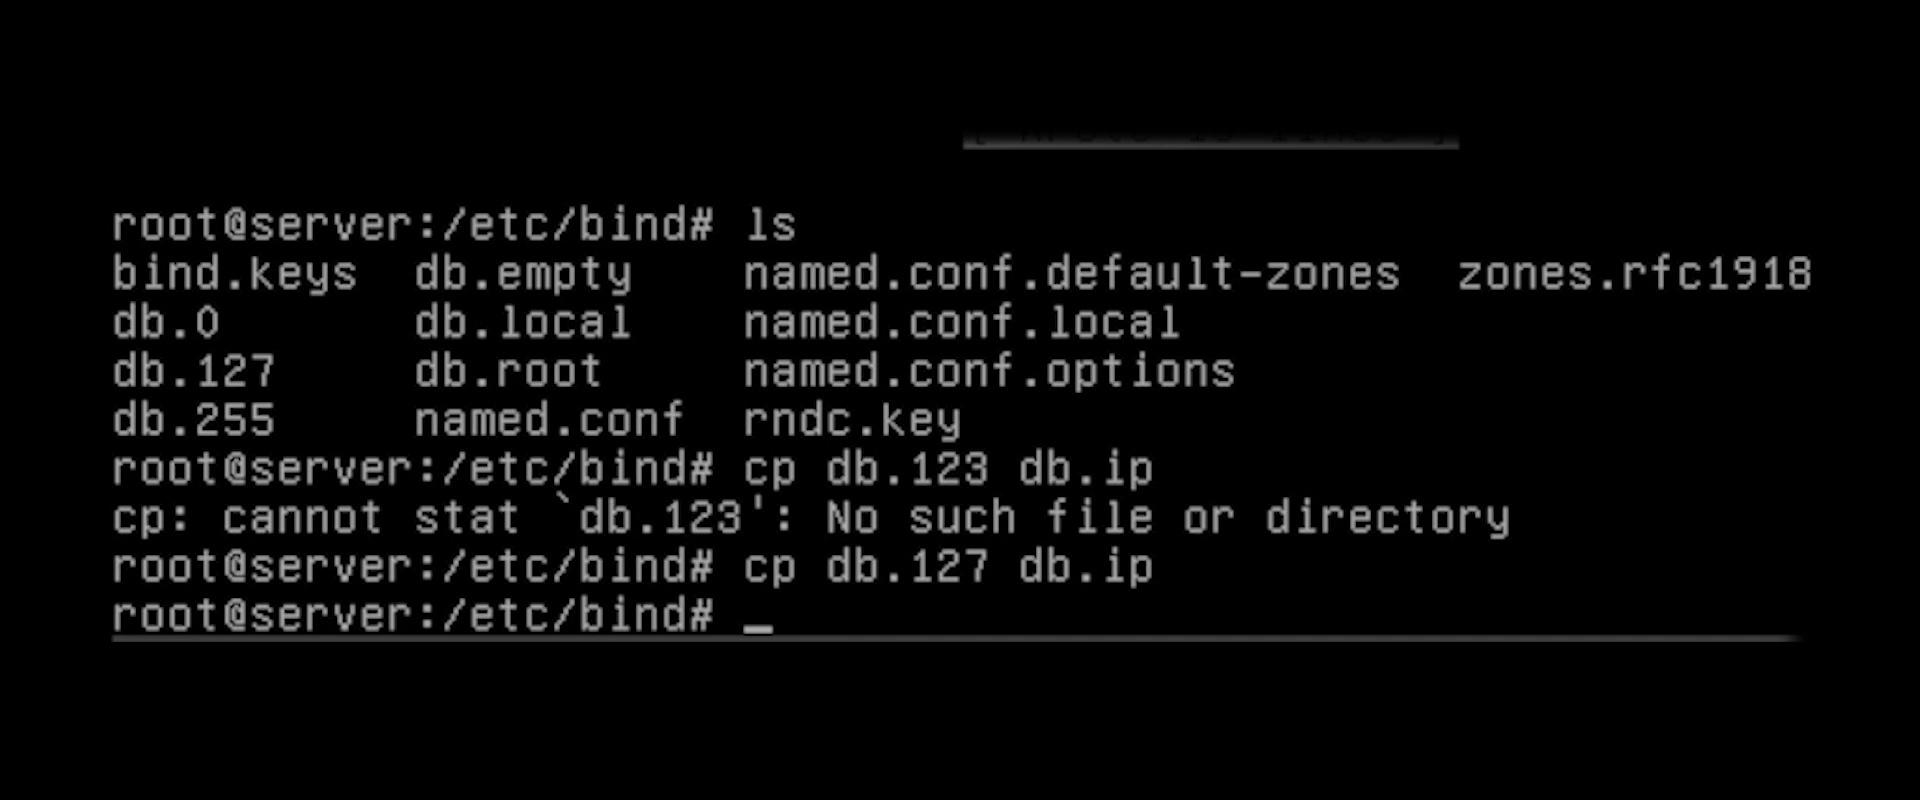 root@server:/etc/bind# ls
bind.keys  db.empty    named.conf.default-zones  zones.rfc1918
db.0       db.local    named.conf.local
db.127     db.root     named.conf.options
db.255     named.conf  rndc.key
root@server:/etc/bind# cp db.123 db.ip
cp: cannot stat `db.123': No such file or directory
root@server:/etc/bind# cp db.127 db.ip
root@server:/etc/bind# _